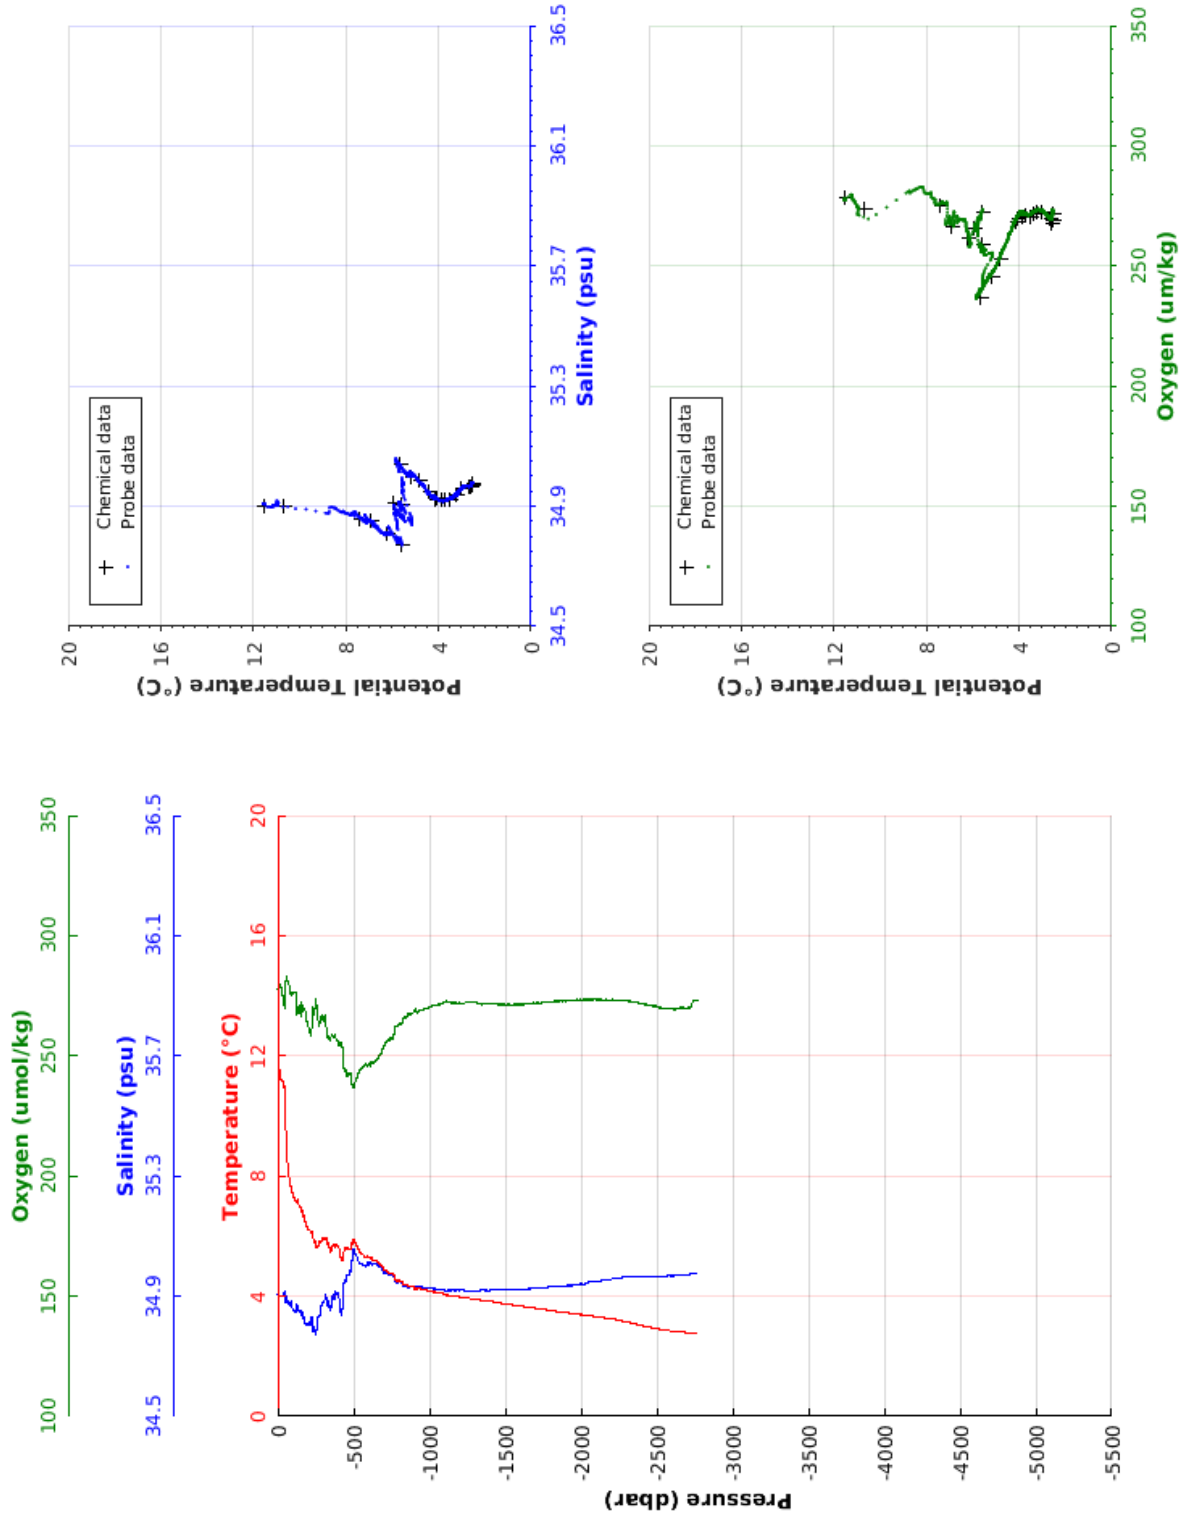 Oxygen (umol/kg)
100 150 200 250 300 350
Salinity (psu)
34.5 34.9 35.3 35.7 36.1 36.5
Temperature (°C)
0 4 8 12 16 20
Pressure (dbar)
0
-500
-1000
-1500
-2000
-2500
-3000
-3500
-4000
-4500
-5000
-5500
Potential Temperature (°C)
20
16
12
8
4
0
Chemical data
Probe data
34.5 34.9 35.3 35.7 36.1 36.5
Salinity (psu)
Potential Temperature (°C)
20
16
12
8
4
0
Chemical data
Probe data
100 150 200 250 300 350
Oxygen (um/kg)